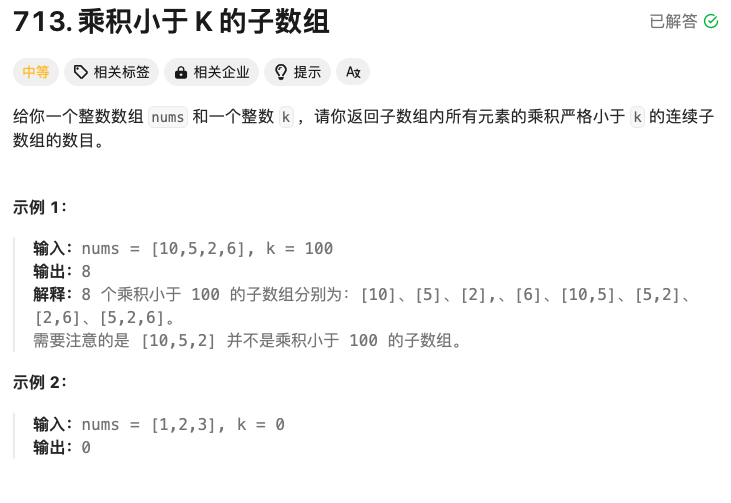 713. 乘积小于 K 的子数组
已解答
中等 相关标签 相关企业 提示 Aあ
给你一个整数数组 nums 和一个整数 k ，请你返回子数组内所有元素的乘积严格小于 k 的连续子
数组的数目。
示例 1：
输入：nums = [10,5,2,6], k = 100
输出：8
解释：8 个乘积小于 100 的子数组分别为：[10]、[5]、[2],、[6]、[10,5]、[5,2]、
[2,6]、[5,2,6]。
需要注意的是 [10,5,2] 并不是乘积小于 100 的子数组。
示例 2：
输入：nums = [1,2,3], k = 0
输出：0